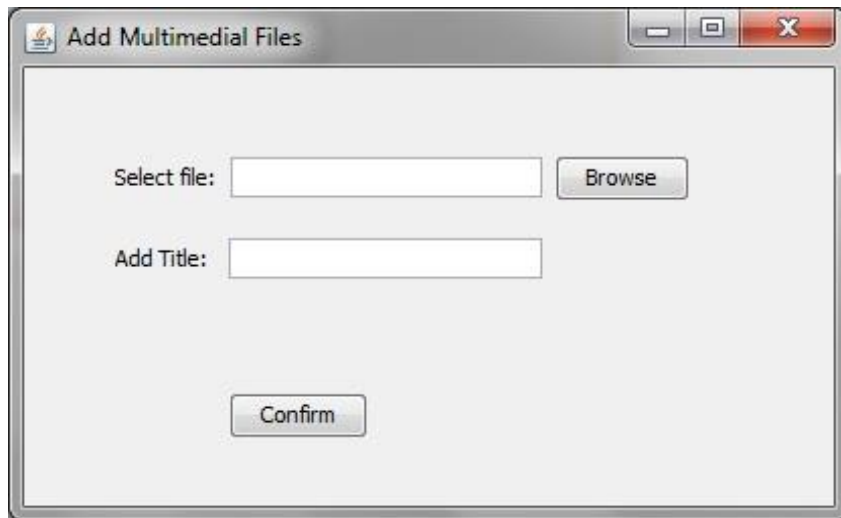 Add Multimedial Files
Select file:
Browse
Add Title:
Confirm